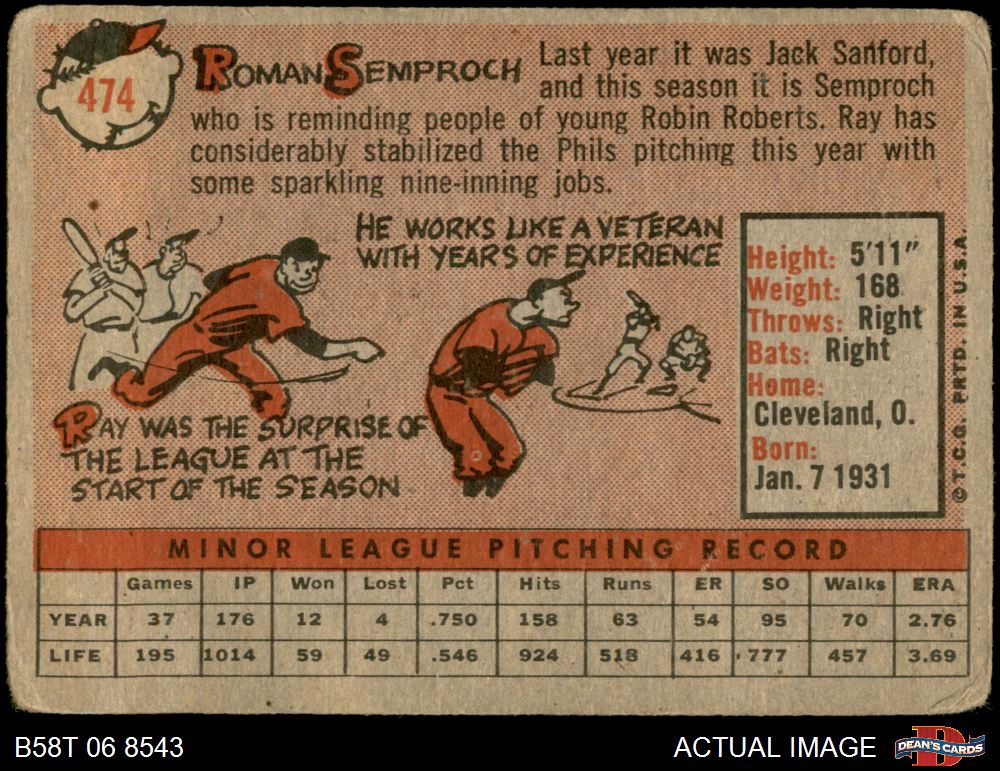 474
ROMAN SEMPROCH
Last year it was Jack Sanford,
and this season it is Semproch
who is reminding people of young Robin Roberts. Ray has
considerably stabilized the Phils pitching this year with
some sparkling nine-inning jobs.
HE WORKS LIKE A VETERAN
WITH YEARS OF EXPERIENCE
RAY WAS THE SURPRISE OF
THE LEAGUE AT THE
START OF THE SEASON
Height: 5'11"
Weight: 168
Throws: Right
Bats: Right
Home:
Cleveland, O.
Born:
Jan. 7 1931
© T.C.G. PRTD. IN U.S.A.
MINOR LEAGUE PITCHING RECORD
Games IP Won Lost Pct Hits Runs ER SO Walks ERA
YEAR 37 176 12 4 .750 158 63 54 95 70 2.76
LIFE 195 1014 59 49 .546 924 518 416 777 457 3.69
B58T 06 8543
ACTUAL IMAGE
DEAN'S CARDS